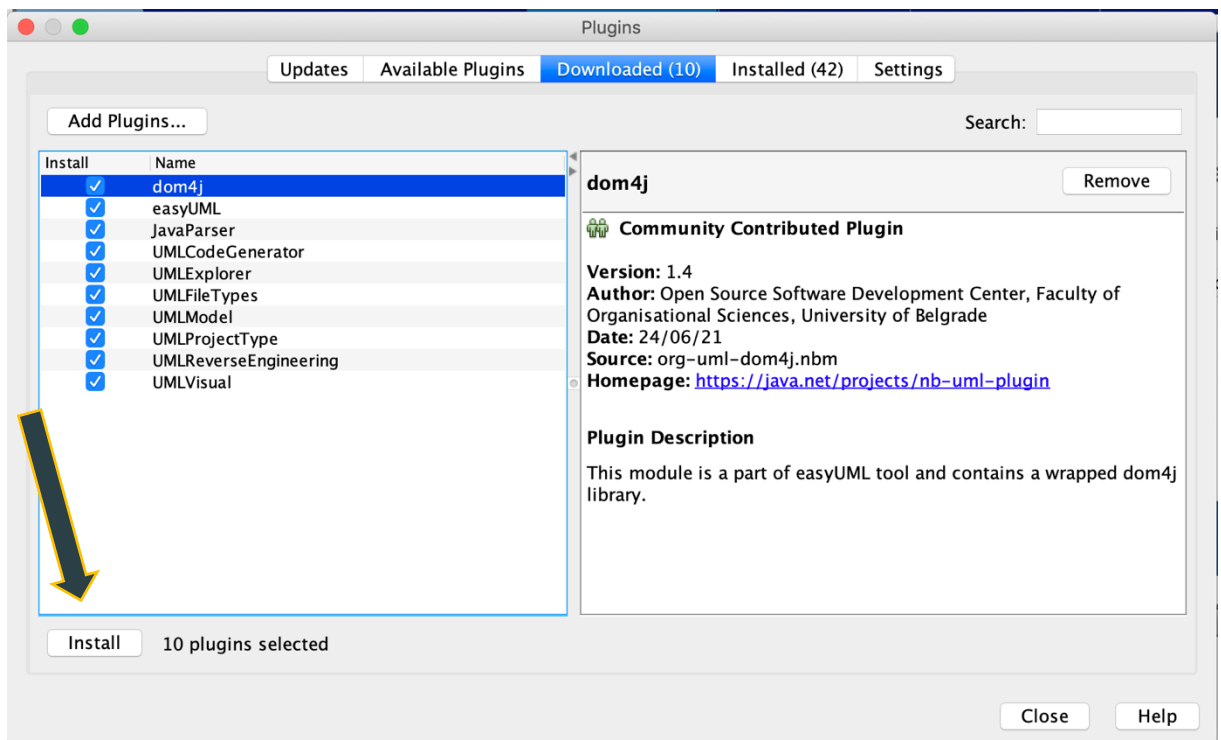 Plugins
Updates
Available Plugins
Downloaded (10)
Installed (42)
Settings
Add Plugins...
Search:
Install
Name
dom4j
easyUML
JavaParser
UMLCodeGenerator
UMLExplorer
UMLFileTypes
UMLModel
UMLProjectType
UMLReverseEngineering
UMLVisual
dom4j
Remove
Community Contributed Plugin
Version: 1.4
Author: Open Source Software Development Center, Faculty of
Organisational Sciences, University of Belgrade
Date: 24/06/21
Source: org-uml-dom4j.nbm
Homepage: https://java.net/projects/nb-uml-plugin
Plugin Description
This module is a part of easyUML tool and contains a wrapped dom4j
library.
Install
10 plugins selected
Close
Help